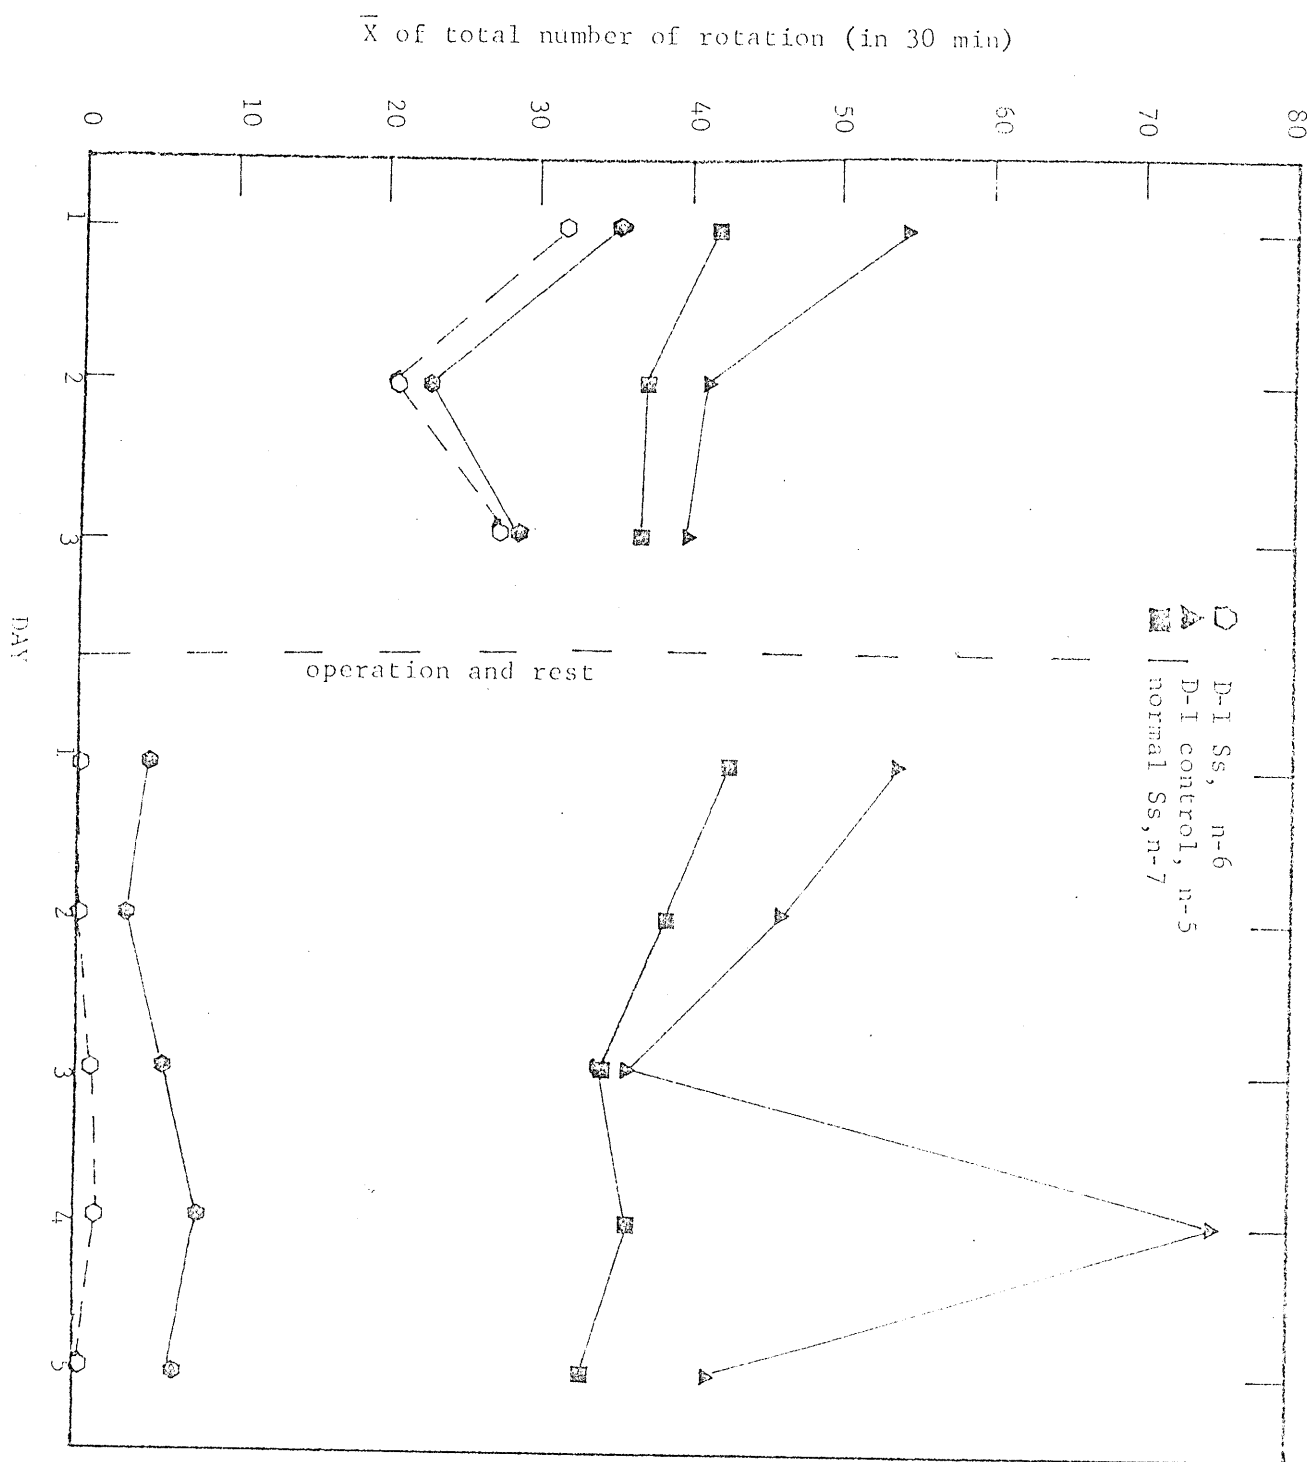 X̅ of total number of rotation (in 30 min)
0
10
20
30
40
50
60
70
80
1
2
3
operation and rest
1
2
3
4
5
DAY
D-I Ss, n-6
D-I control, n-5
normal Ss,n-7